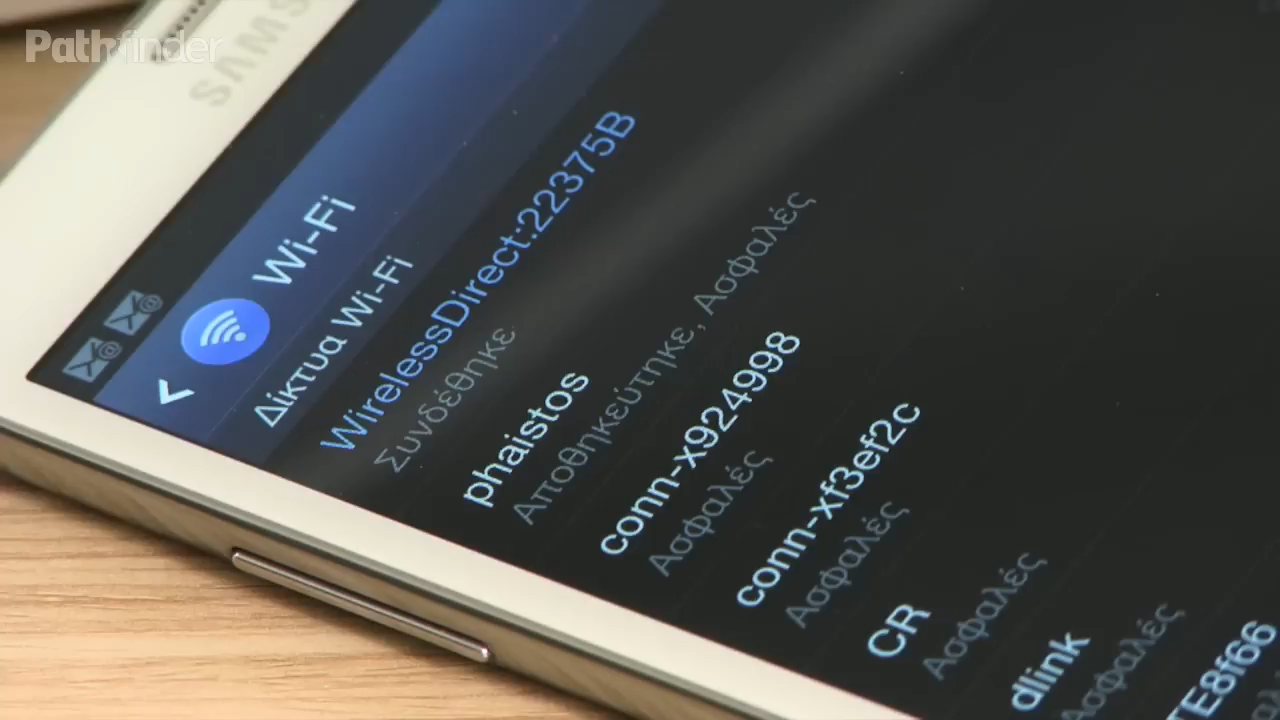 Pathfinder
SAMSUNG
Wi-Fi
Δίκτυα Wi-Fi
WirelessDirect:22375B
Συνδέθηκε
phaistos
Αποθηκεύτηκε, Ασφαλές
conn-x924998
Ασφαλές
conn-xf3ef2c
Ασφαλές
CR
Ασφαλές
dlink
Ασφαλές